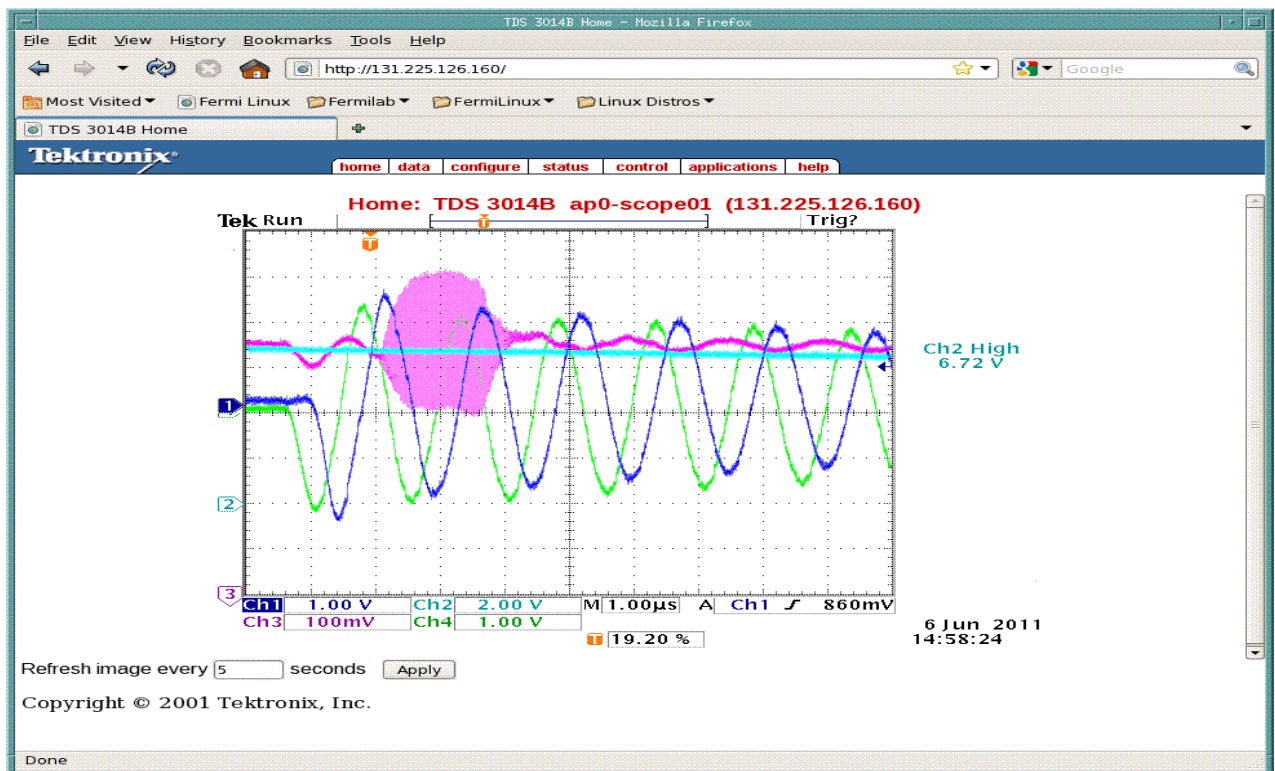 TDS 3014B Home - Mozilla Firefox
File Edit View History Bookmarks Tools Help
http://131.225.126.160/ Google
Most Visited Fermi Linux Fermilab FermiLinux Linux Distros
TDS 3014B Home
Tektronix
home data configure status control applications help
Home: TDS 3014B ap0-scope01 (131.225.126.160)
Tek Run Trig?
T
T
Ch2 High
6.72 V
1
2
3
Ch1 1.00 V Ch2 2.00 V M 1.00µs A Ch1 860mV
Ch3 100mV Ch4 1.00 V
T 19.20 %
6 Jun 2011
14:58:24
Refresh image every 5 seconds Apply
Copyright © 2001 Tektronix, Inc.
Done